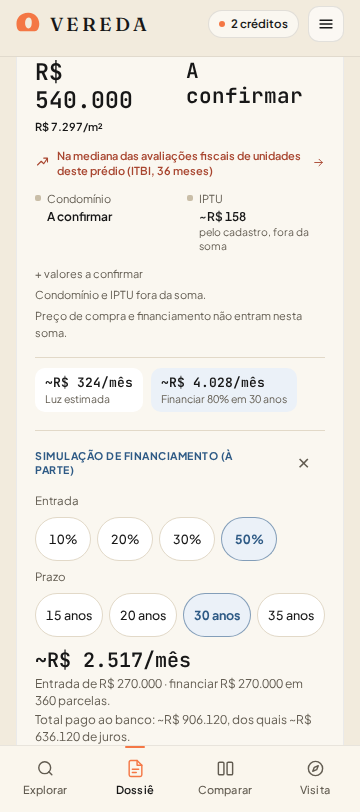 VEREDA
2 créditos
R$
540.000
A
confirmar
R$ 7.297/m²
Na mediana das avaliações fiscais de unidades
deste prédio (ITBI, 36 meses)
Condomínio
A confirmar
IPTU
~R$ 158
pelo cadastro, fora da
soma
+ valores a confirmar
Condomínio e IPTU fora da soma.
Preço de compra e financiamento não entram nesta
soma.
~R$ 324/mês
Luz estimada
~R$ 4.028/mês
Financiar 80% em 30 anos
SIMULAÇÃO DE FINANCIAMENTO (À
PARTE)
Entrada
10%
20%
30%
50%
Prazo
15 anos
20 anos
30 anos
35 anos
~R$ 2.517/mês
Entrada de R$ 270.000 · financiar R$ 270.000 em
360 parcelas.
Total pago ao banco: ~R$ 906.120, dos quais ~R$
636.120 de juros.
Explorar
Dossiê
Comparar
Visita